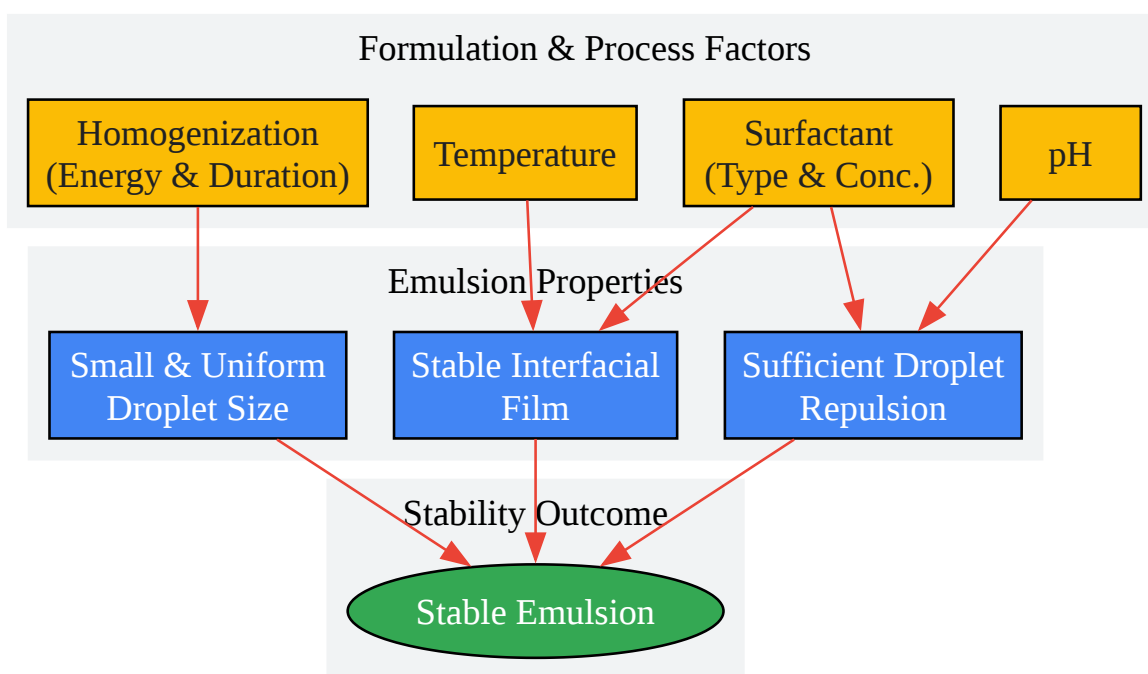 Formulation & Process Factors
Homogenization
(Energy & Duration)
Temperature
Surfactant
(Type & Conc.)
pH
Emulsion Properties
Small & Uniform
Droplet Size
Stable Interfacial
Film
Sufficient Droplet
Repulsion
Stability Outcome
Stable Emulsion